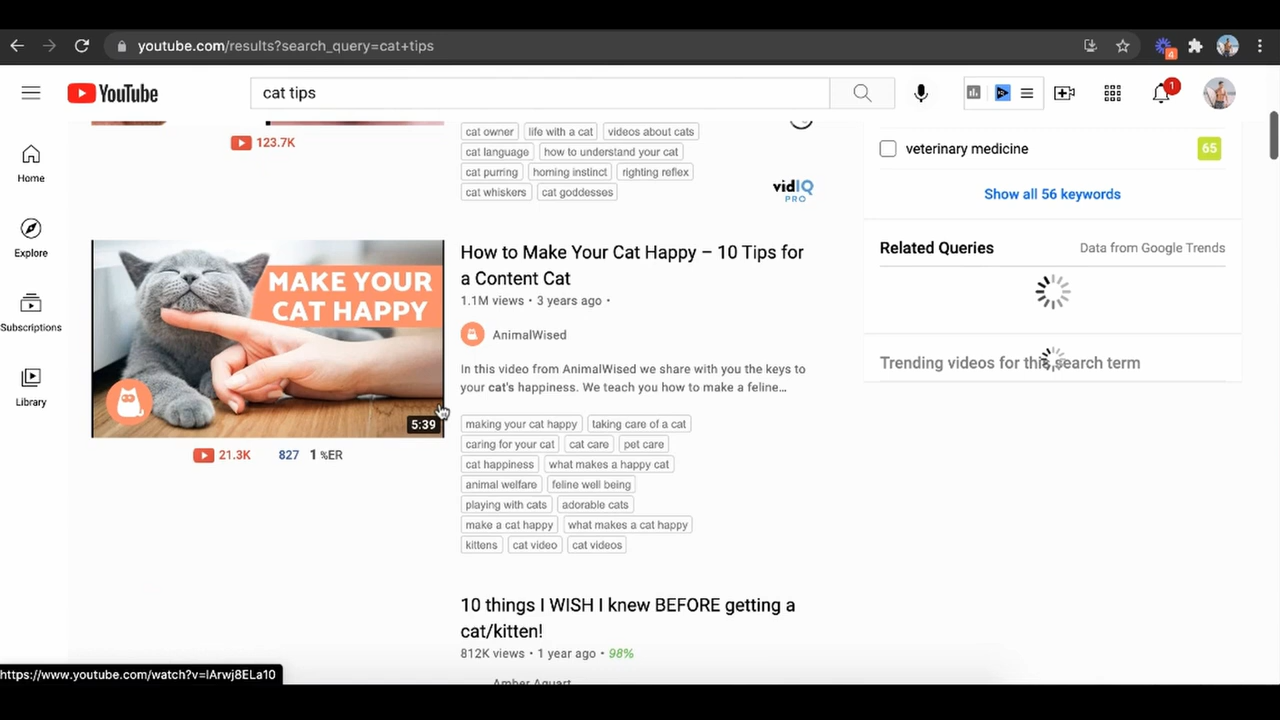 youtube.com/results?search_query=cat+tips
4
YouTube
cat tips
1
Home
Explore
Subscriptions
Library
123.7K
cat owner life with a cat videos about cats
cat language how to understand your cat
cat purring homing instinct righting reflex
cat whiskers cat goddesses
vidIQ
PRO
MAKE YOUR
CAT HAPPY
5:39
21.3K 827 1 %ER
How to Make Your Cat Happy – 10 Tips for
a Content Cat
1.1M views • 3 years ago •
AnimalWised
In this video from AnimalWised we share with you the keys to
your cat's happiness. We teach you how to make a feline...
making your cat happy taking care of a cat
caring for your cat cat care pet care
cat happiness what makes a happy cat
animal welfare feline well being
playing with cats adorable cats
make a cat happy what makes a cat happy
kittens cat video cat videos
10 things I WISH I knew BEFORE getting a
cat/kitten!
812K views • 1 year ago • 98%
veterinary medicine 65
Show all 56 keywords
Related Queries Data from Google Trends
Trending videos for this search term
https://www.youtube.com/watch?v=lArwj8ELa10